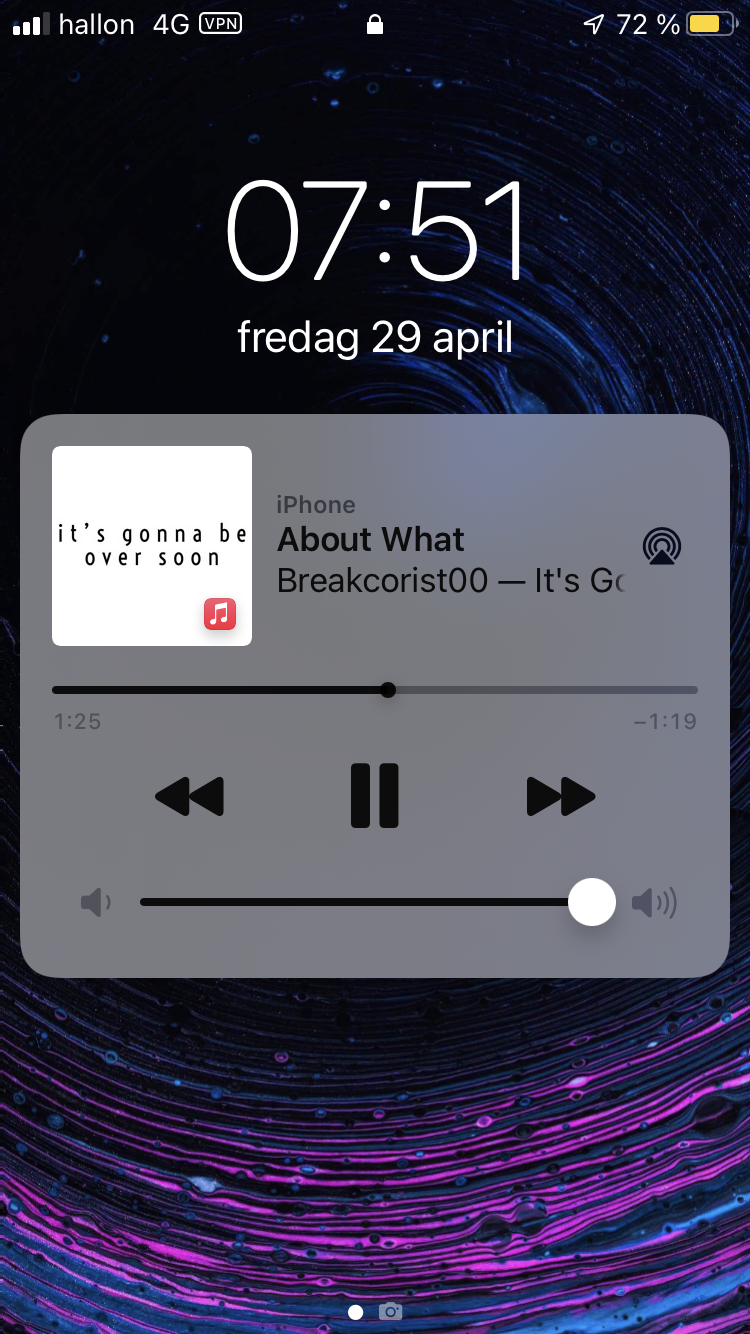 hallon 4G VPN 72 %
07:51
fredag 29 april
it's gonna be
over soon
iPhone
About What
Breakcorist00 — It's Go
1:25 −1:19